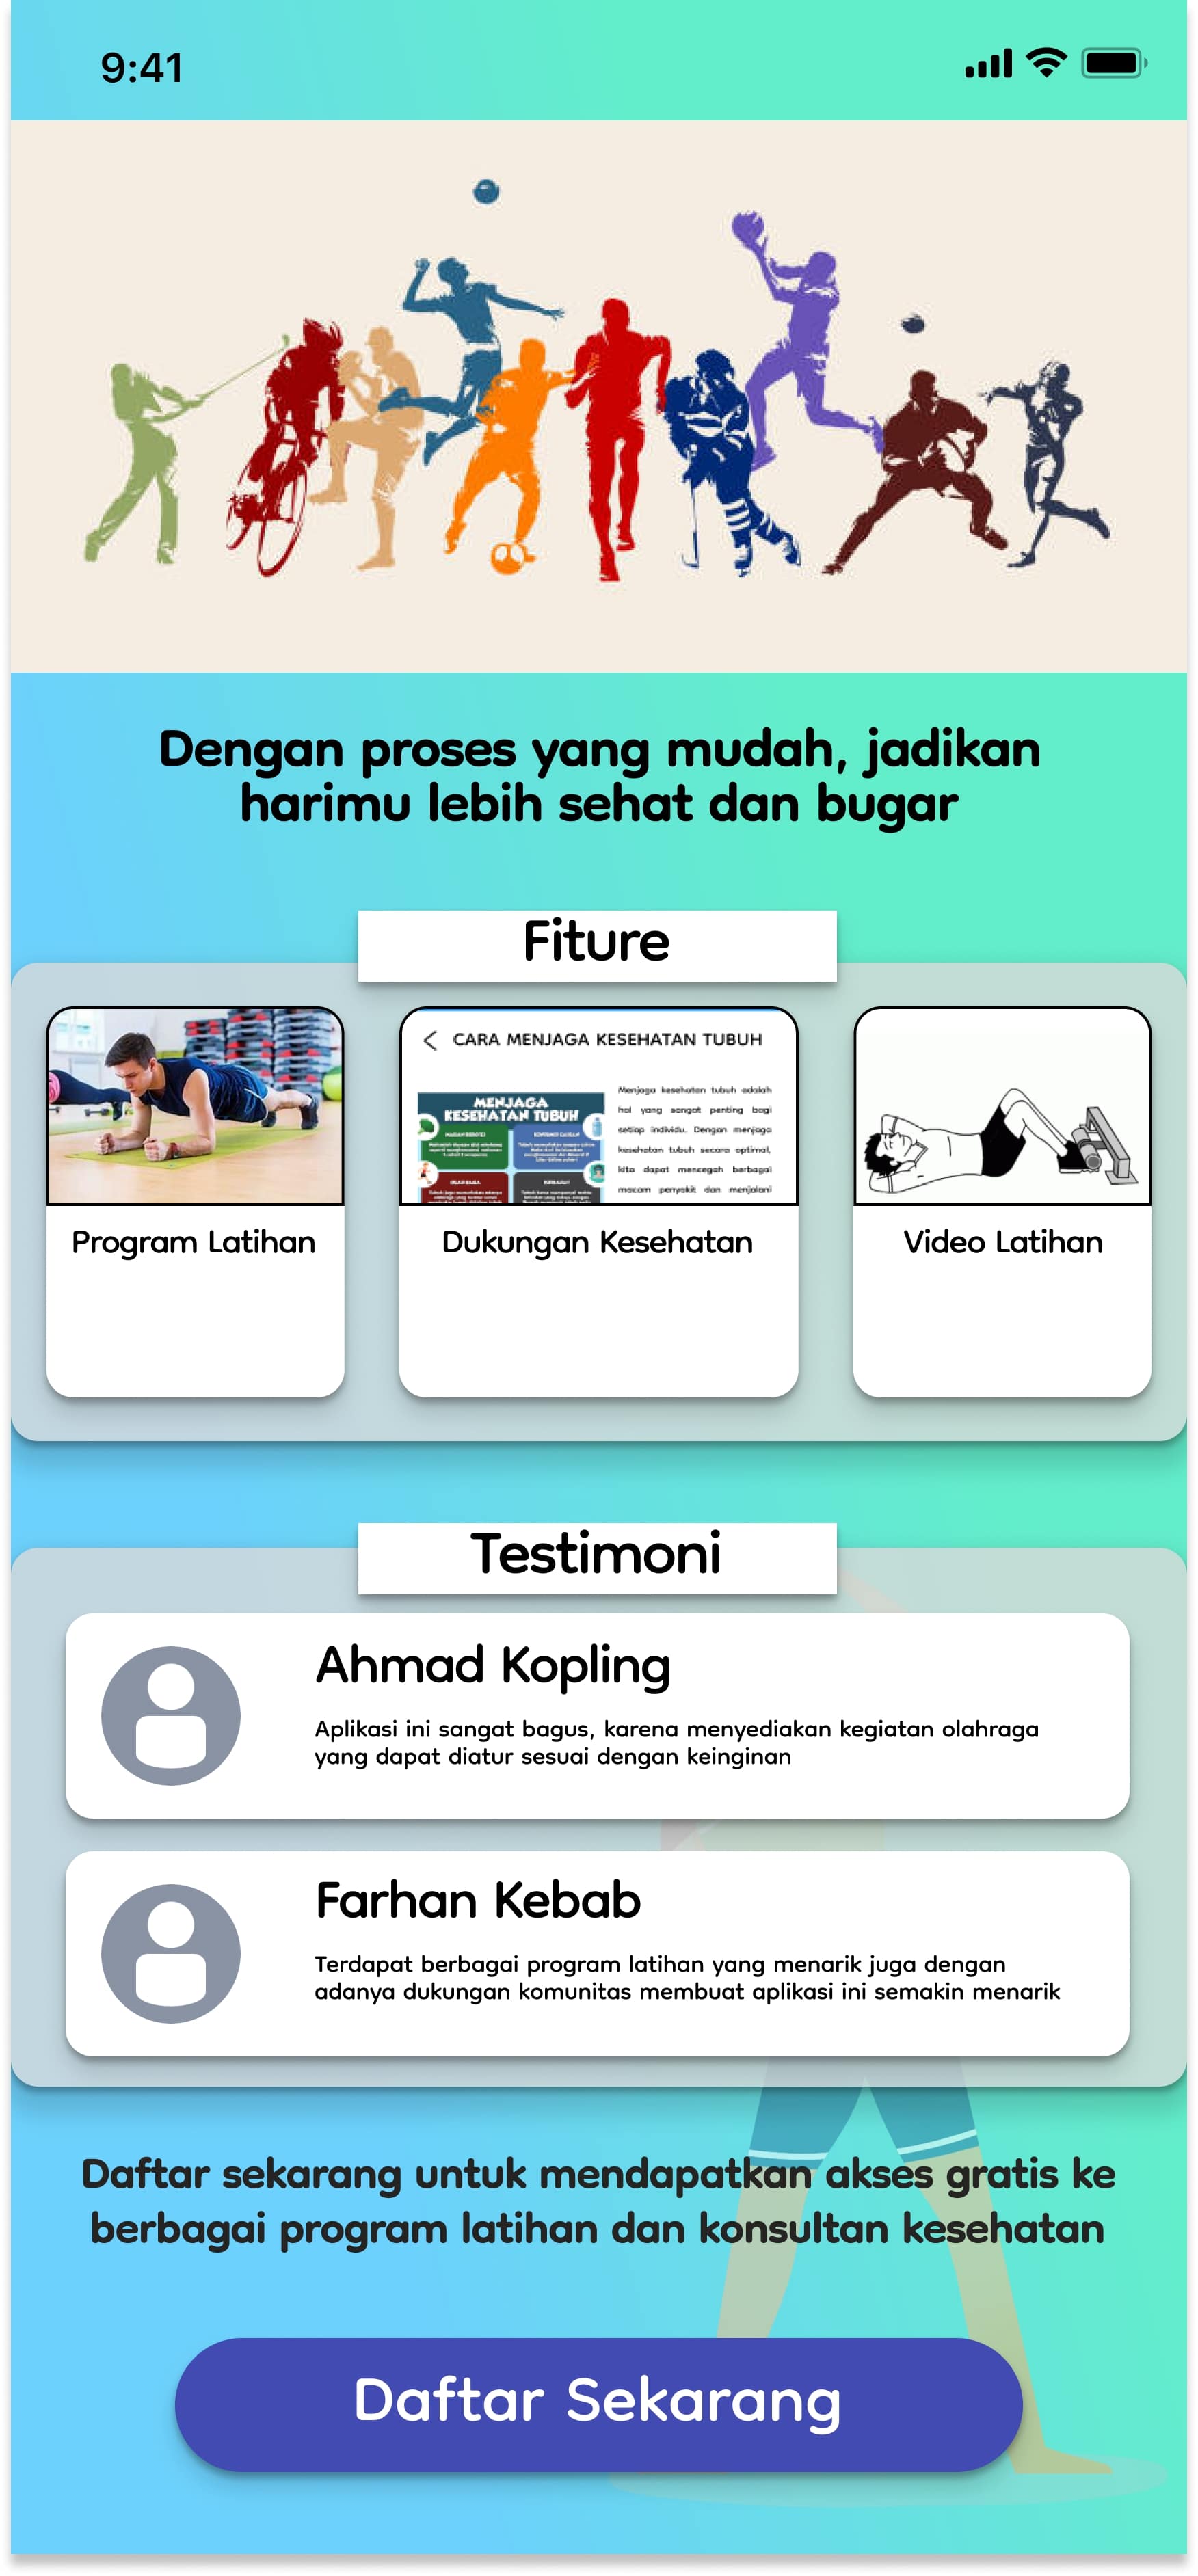 9:41
Dengan proses yang mudah, jadikan
harimu lebih sehat dan bugar
Fiture
CARA MENJAGA KESEHATAN TUBUH
MENJAGA
KESEHATAN TUBUH
Menjaga kesehatan tubuh adalah
hal yang sangat penting bagi
setiap individu. Dengan menjaga
kesehatan tubuh secara optimal,
kita dapat mencegah berbagai
macam penyakit dan menjalani
Program Latihan
Dukungan Kesehatan
Video Latihan
Testimoni
Ahmad Kopling
Aplikasi ini sangat bagus, karena menyediakan kegiatan olahraga
yang dapat diatur sesuai dengan keinginan
Farhan Kebab
Terdapat berbagai program latihan yang menarik juga dengan
adanya dukungan komunitas membuat aplikasi ini semakin menarik
Daftar sekarang untuk mendapatkan akses gratis ke
berbagai program latihan dan konsultan kesehatan
Daftar Sekarang